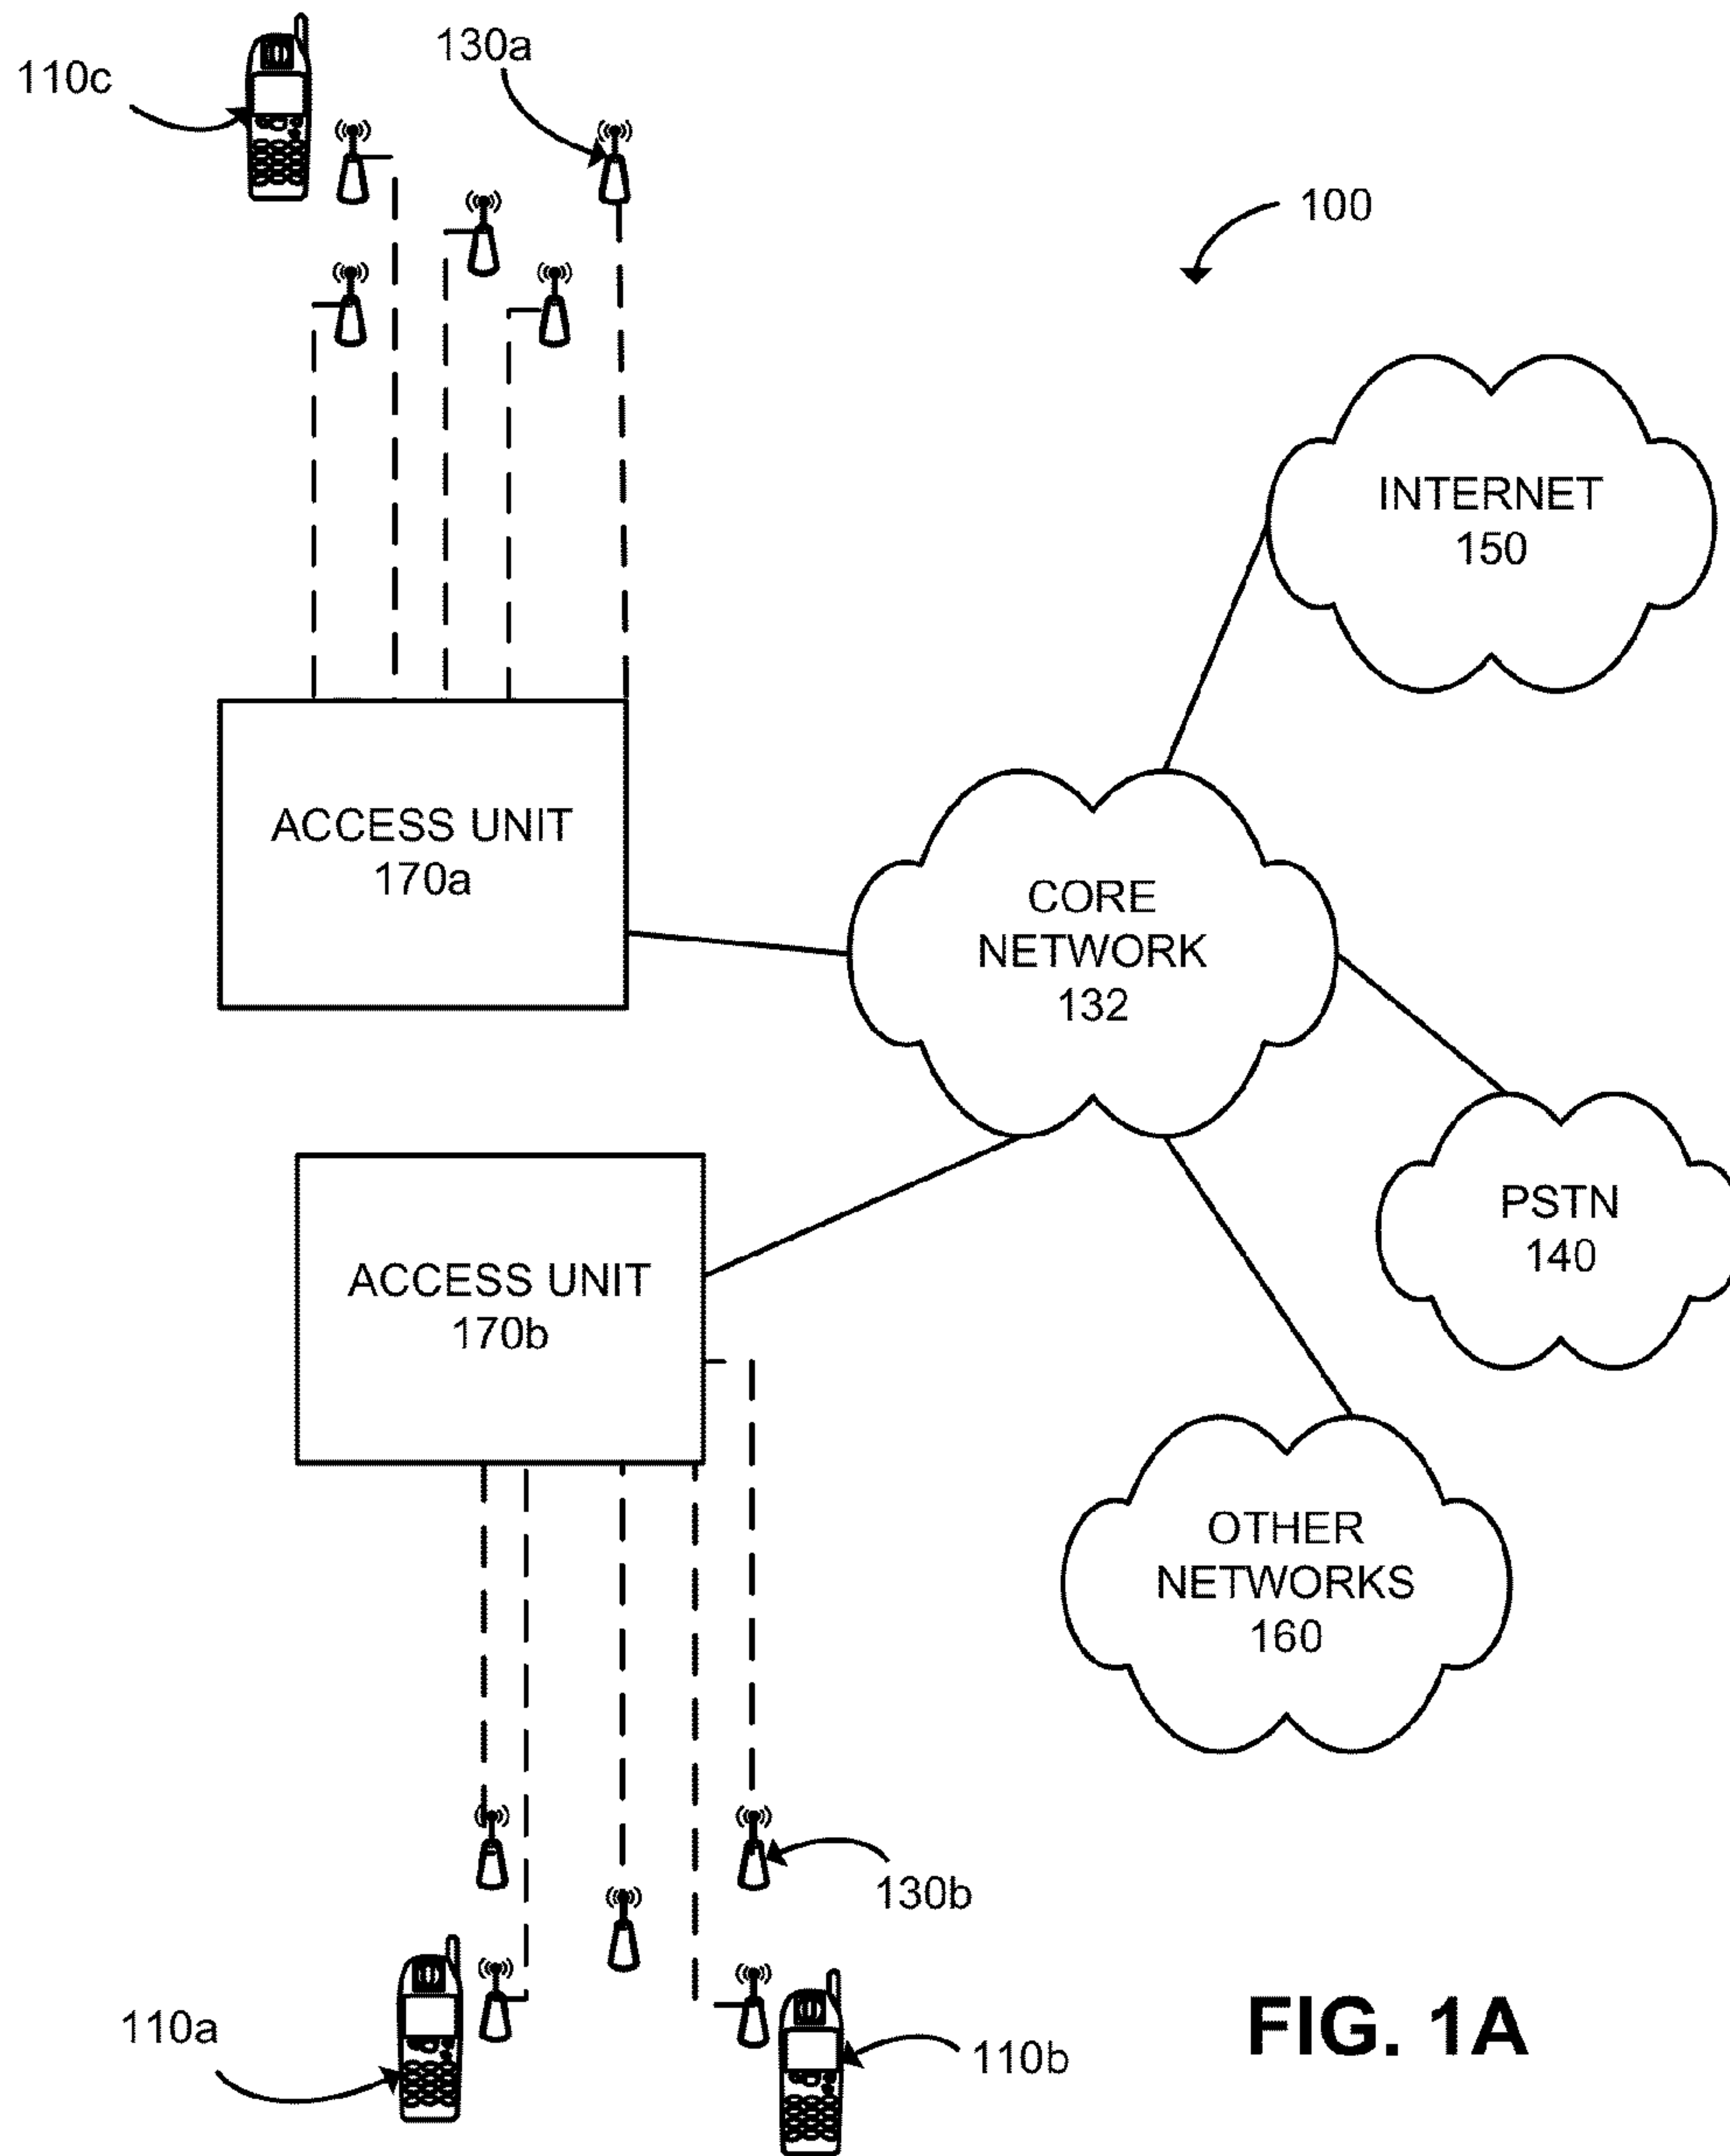 110c
130a
100
INTERNET
150
ACCESS UNIT
170a
CORE
NETWORK
132
PSTN
140
ACCESS UNIT
170b
OTHER
NETWORKS
160
130b
110a
110b
FIG. 1A